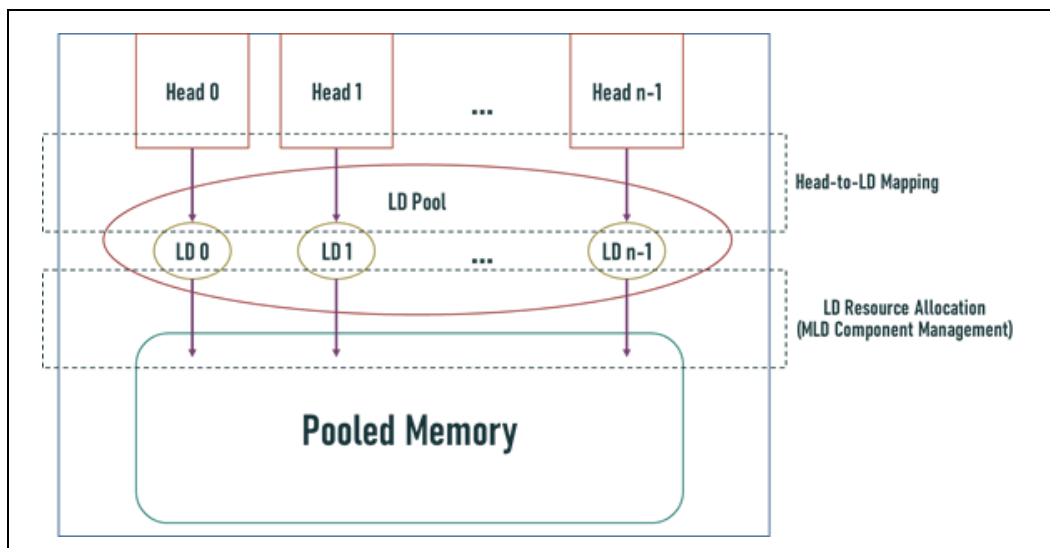 Head 0
Head 1
...
Head n-1
Head-to-LD Mapping
LD Pool
LD 0
LD 1
...
LD n-1
LD Resource Allocation
(MLD Component Management)
Pooled Memory